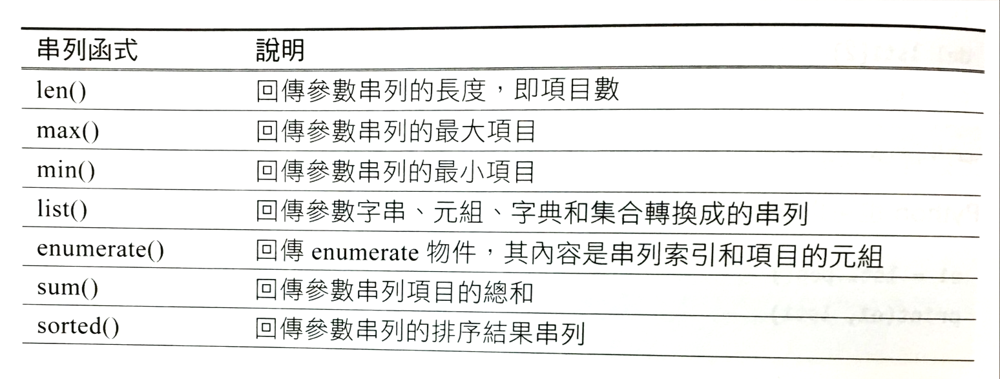 串列函式 說明
len() 回傳參數串列的長度，即項目數
max() 回傳參數串列的最大項目
min() 回傳參數串列的最小項目
list() 回傳參數字串、元組、字典和集合轉換成的串列
enumerate() 回傳 enumerate 物件，其內容是串列索引和項目的元組
sum() 回傳參數串列項目的總和
sorted() 回傳參數串列的排序結果串列